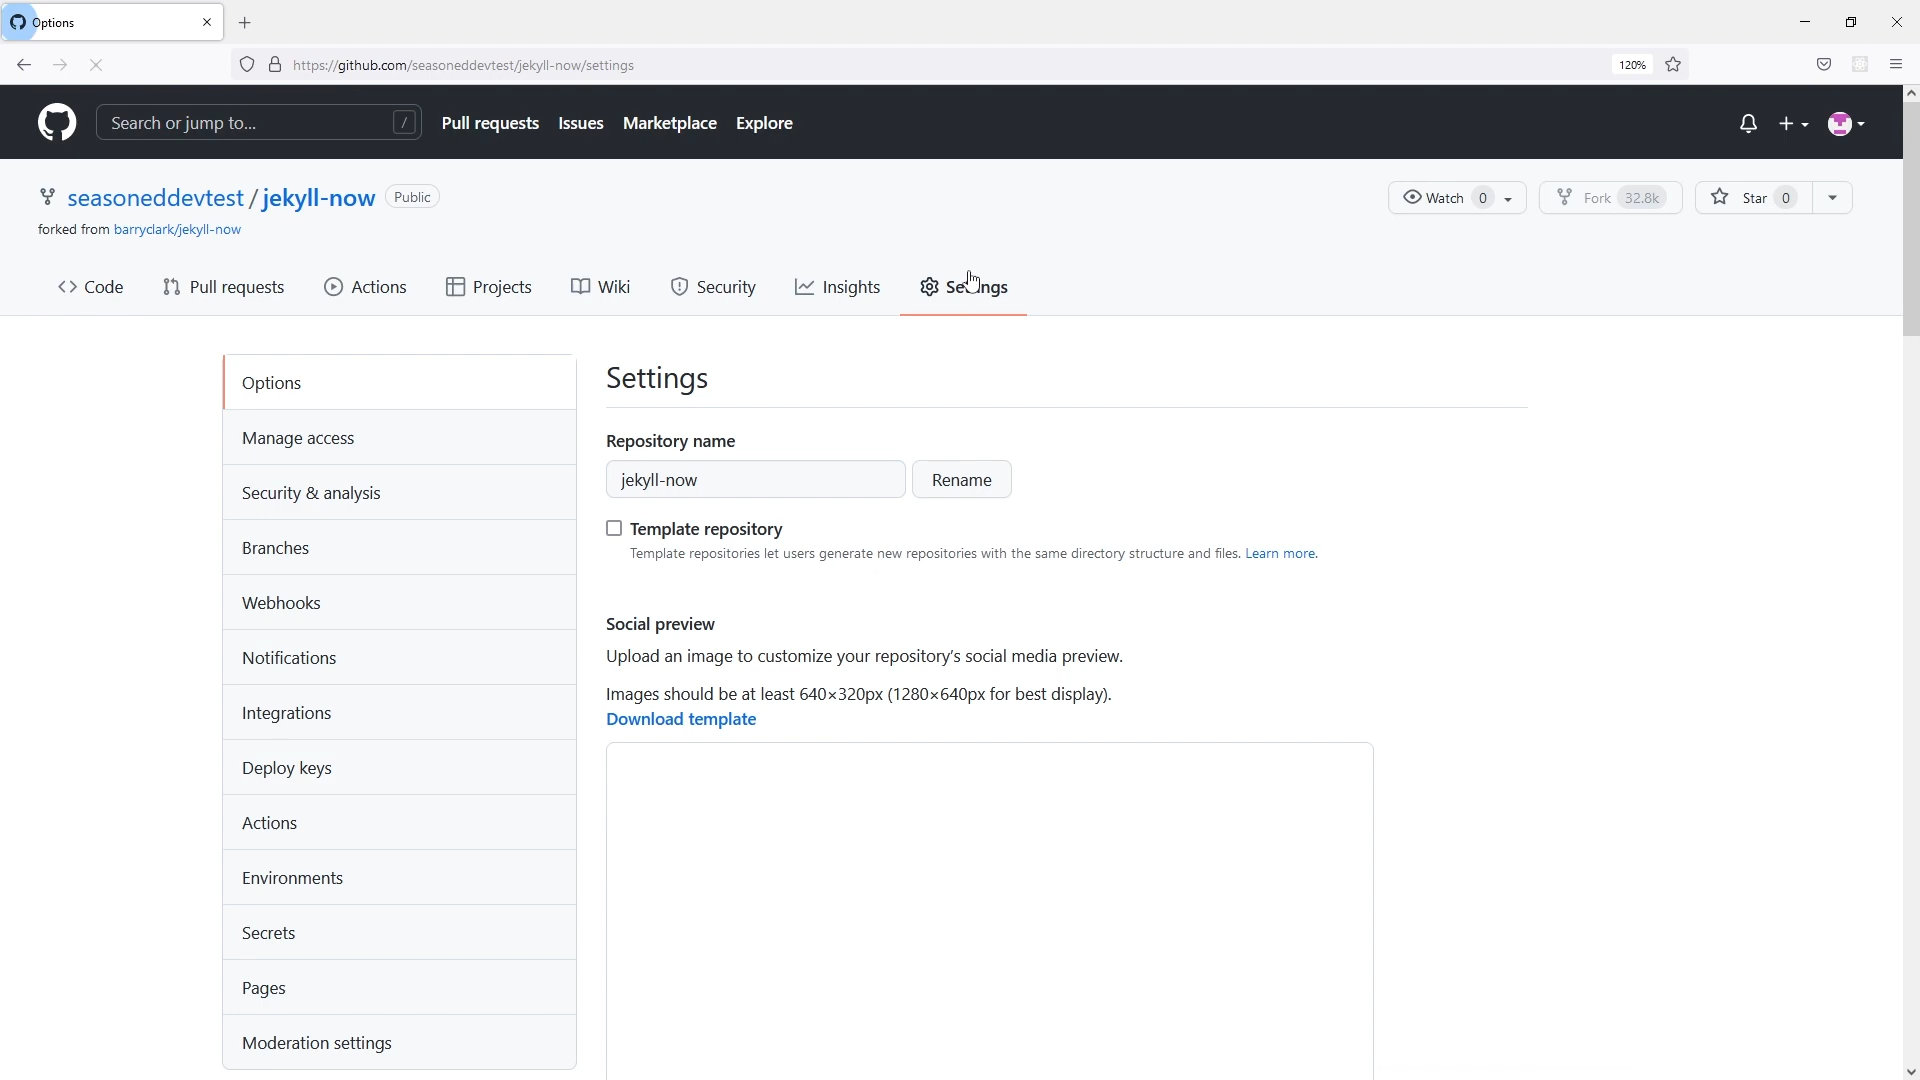 Options
https://github.com/seasoneddevtest/jekyll-now/settings
120%
Search or jump to...
/
Pull requests
Issues
Marketplace
Explore
seasoneddevtest / jekyll-now
Public
Watch 0
Fork 32.8k
Star 0
forked from barryclark/jekyll-now
Code
Pull requests
Actions
Projects
Wiki
Security
Insights
Settings
Options
Manage access
Security & analysis
Branches
Webhooks
Notifications
Integrations
Deploy keys
Actions
Environments
Secrets
Pages
Moderation settings
Settings
Repository name
jekyll-now
Rename
Template repository
Template repositories let users generate new repositories with the same directory structure and files. Learn more.
Social preview
Upload an image to customize your repository's social media preview.
Images should be at least 640×320px (1280×640px for best display).
Download template